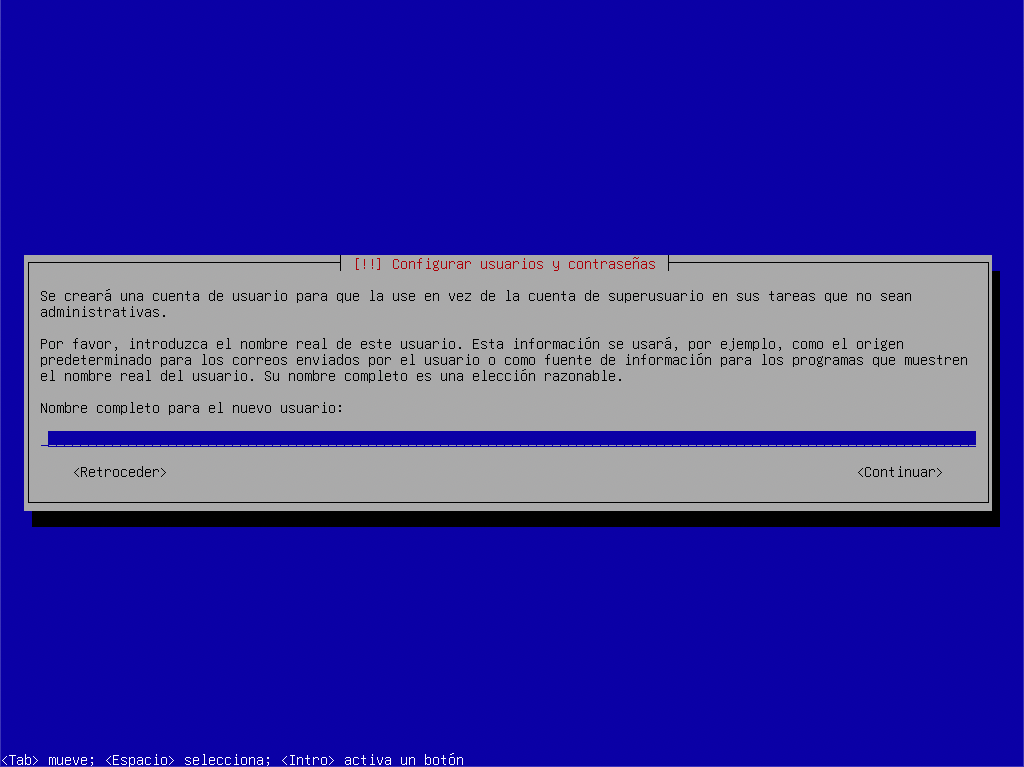 [!!] Configurar usuarios y contraseñas
Se creará una cuenta de usuario para que la use en vez de la cuenta de superusuario en sus tareas que no sean
administrativas.
Por favor, introduzca el nombre real de este usuario. Esta información se usará, por ejemplo, como el origen
predeterminado para los correos enviados por el usuario o como fuente de información para los programas que muestren
el nombre real del usuario. Su nombre completo es una elección razonable.
Nombre completo para el nuevo usuario:
<Retroceder> <Continuar>
<Tab> mueve; <Espacio> selecciona; <Intro> activa un botón